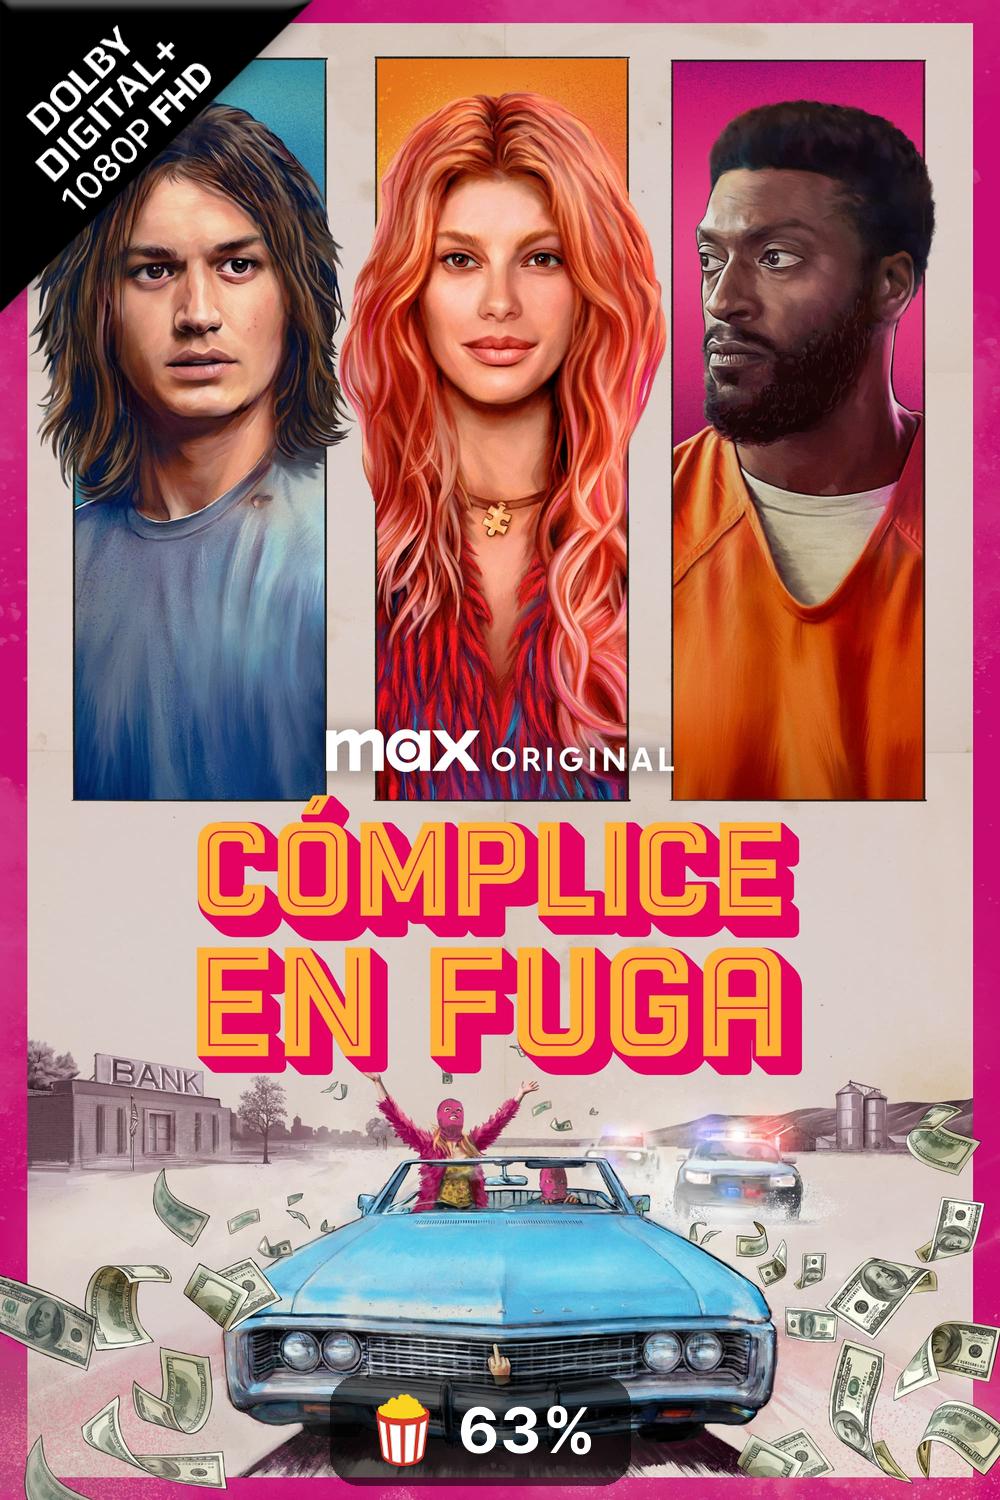 DOLBY
DIGITAL+
1080P FHD
max ORIGINAL
CÓMPLICE
EN FUGA
BANK
63%